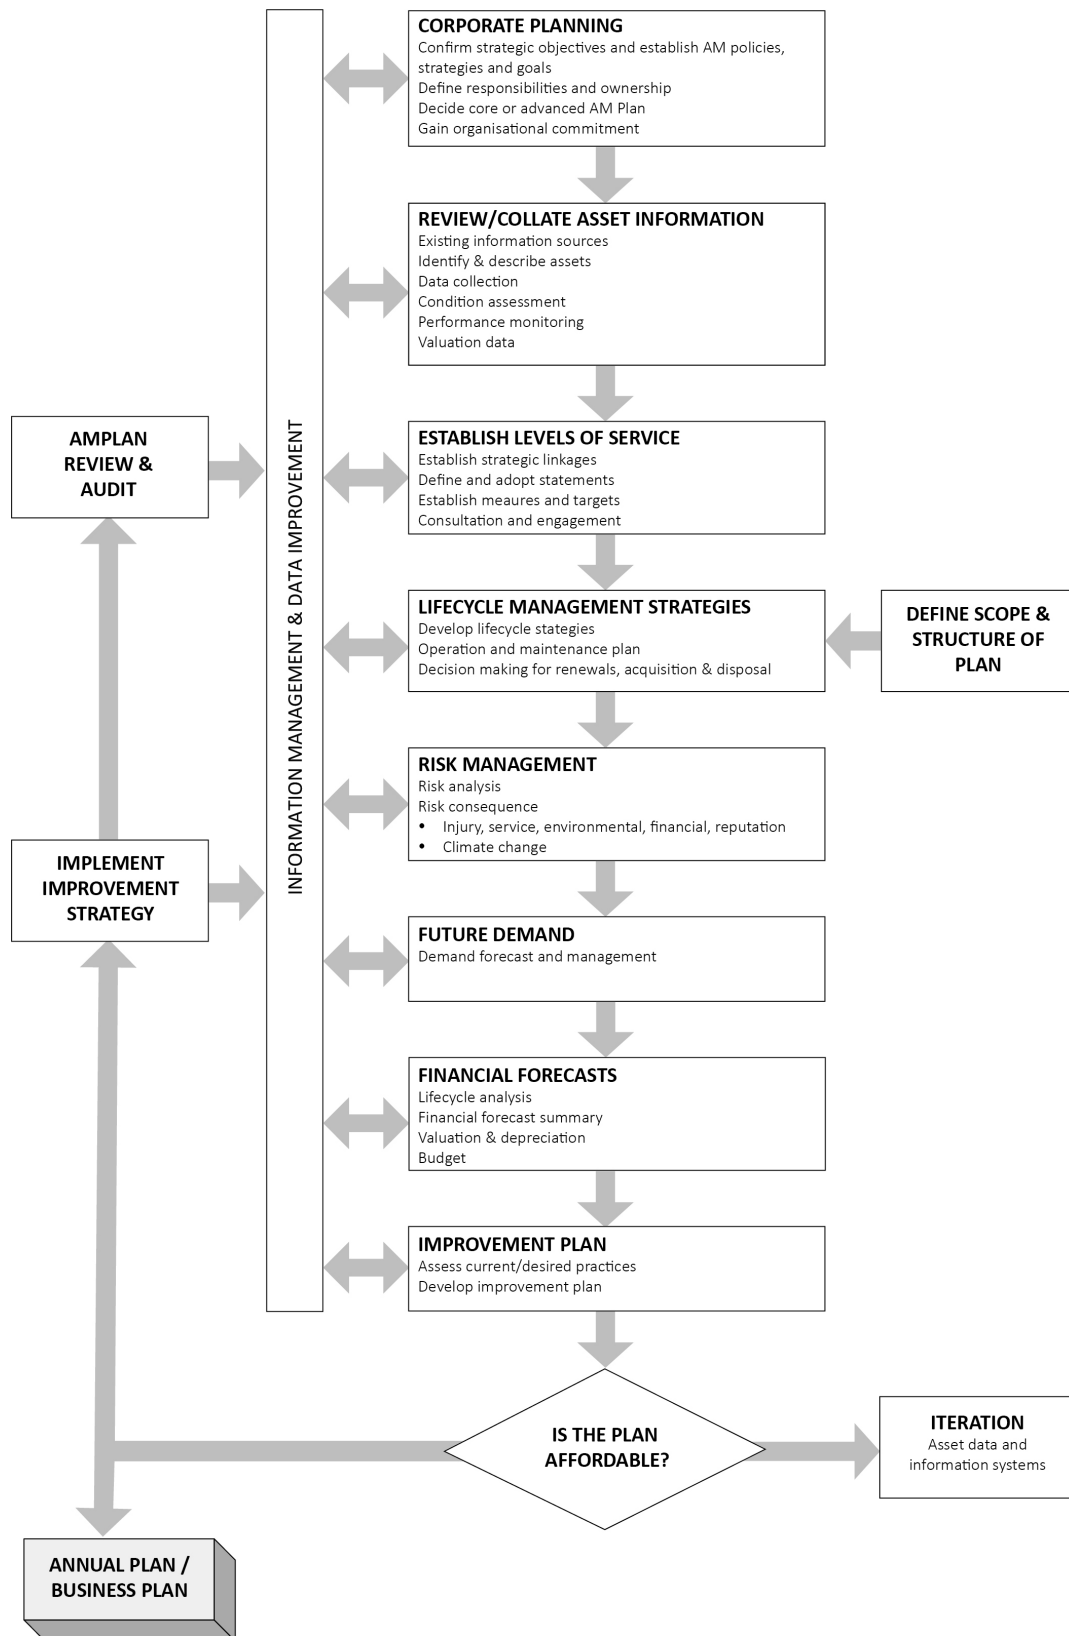 CORPORATE PLANNING
Confirm strategic objectives and establish AM policies,
strategies and goals
Define responsibilities and ownership
Decide core or advanced AM Plan
Gain organisational commitment
REVIEW/COLLATE ASSET INFORMATION
Existing information sources
Identify & describe assets
Data collection
Condition assessment
Performance monitoring
Valuation data
INFORMATION MANAGEMENT & DATA IMPROVEMENT
AMPLAN
REVIEW &
AUDIT
ESTABLISH LEVELS OF SERVICE
Establish strategic linkages
Define and adopt statements
Establish meaures and targets
Consultation and engagement
LIFECYCLE MANAGEMENT STRATEGIES
Develop lifecycle stategies
Operation and maintenance plan
Decision making for renewals, acquisition & disposal
DEFINE SCOPE &
STRUCTURE OF
PLAN
RISK MANAGEMENT
Risk analysis
Risk consequence
• Injury, service, environmental, financial, reputation
• Climate change
IMPLEMENT
IMPROVEMENT
STRATEGY
FUTURE DEMAND
Demand forecast and management
FINANCIAL FORECASTS
Lifecycle analysis
Financial forecast summary
Valuation & depreciation
Budget
IMPROVEMENT PLAN
Assess current/desired practices
Develop improvement plan
IS THE PLAN
AFFORDABLE?
ITERATION
Asset data and
information systems
ANNUAL PLAN /
BUSINESS PLAN